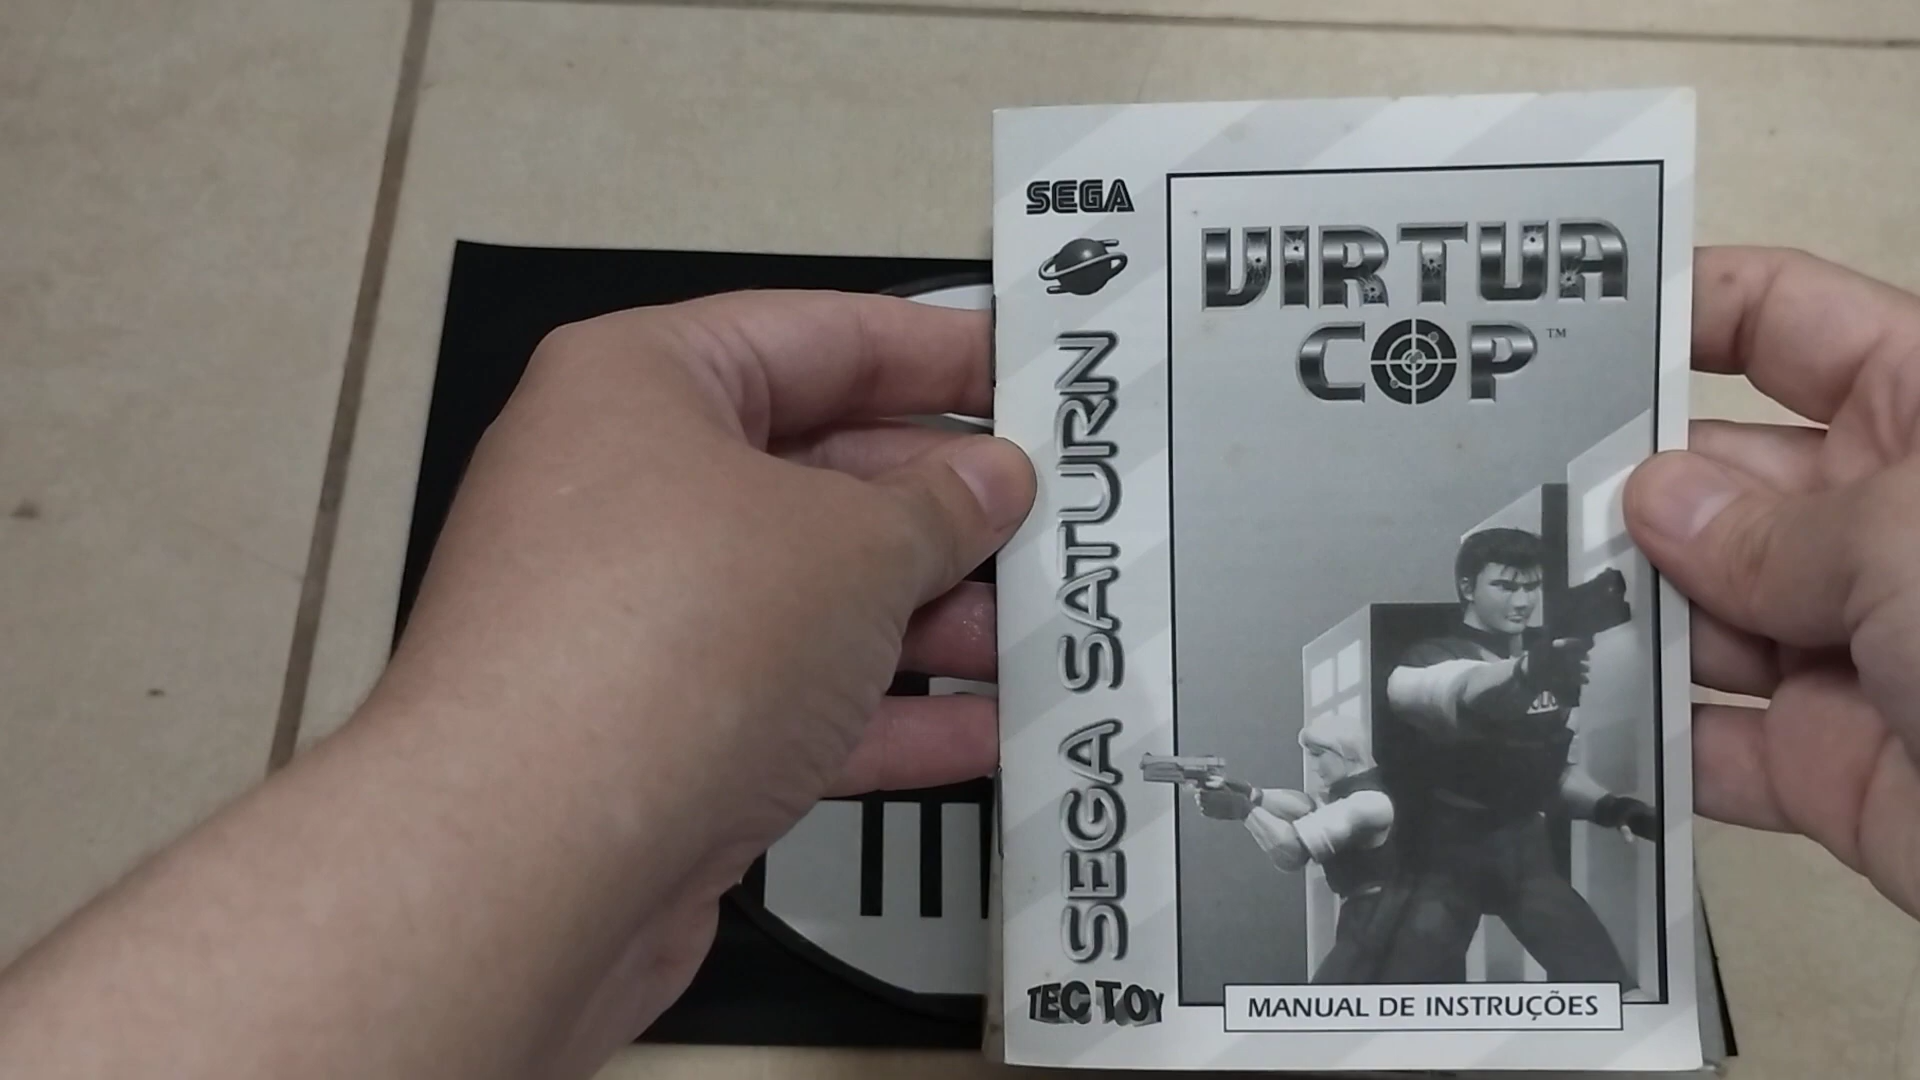 SEGA
SEGA SATURN
TEC TOY
VIRTUA
COP™
MANUAL DE INSTRUÇÕES